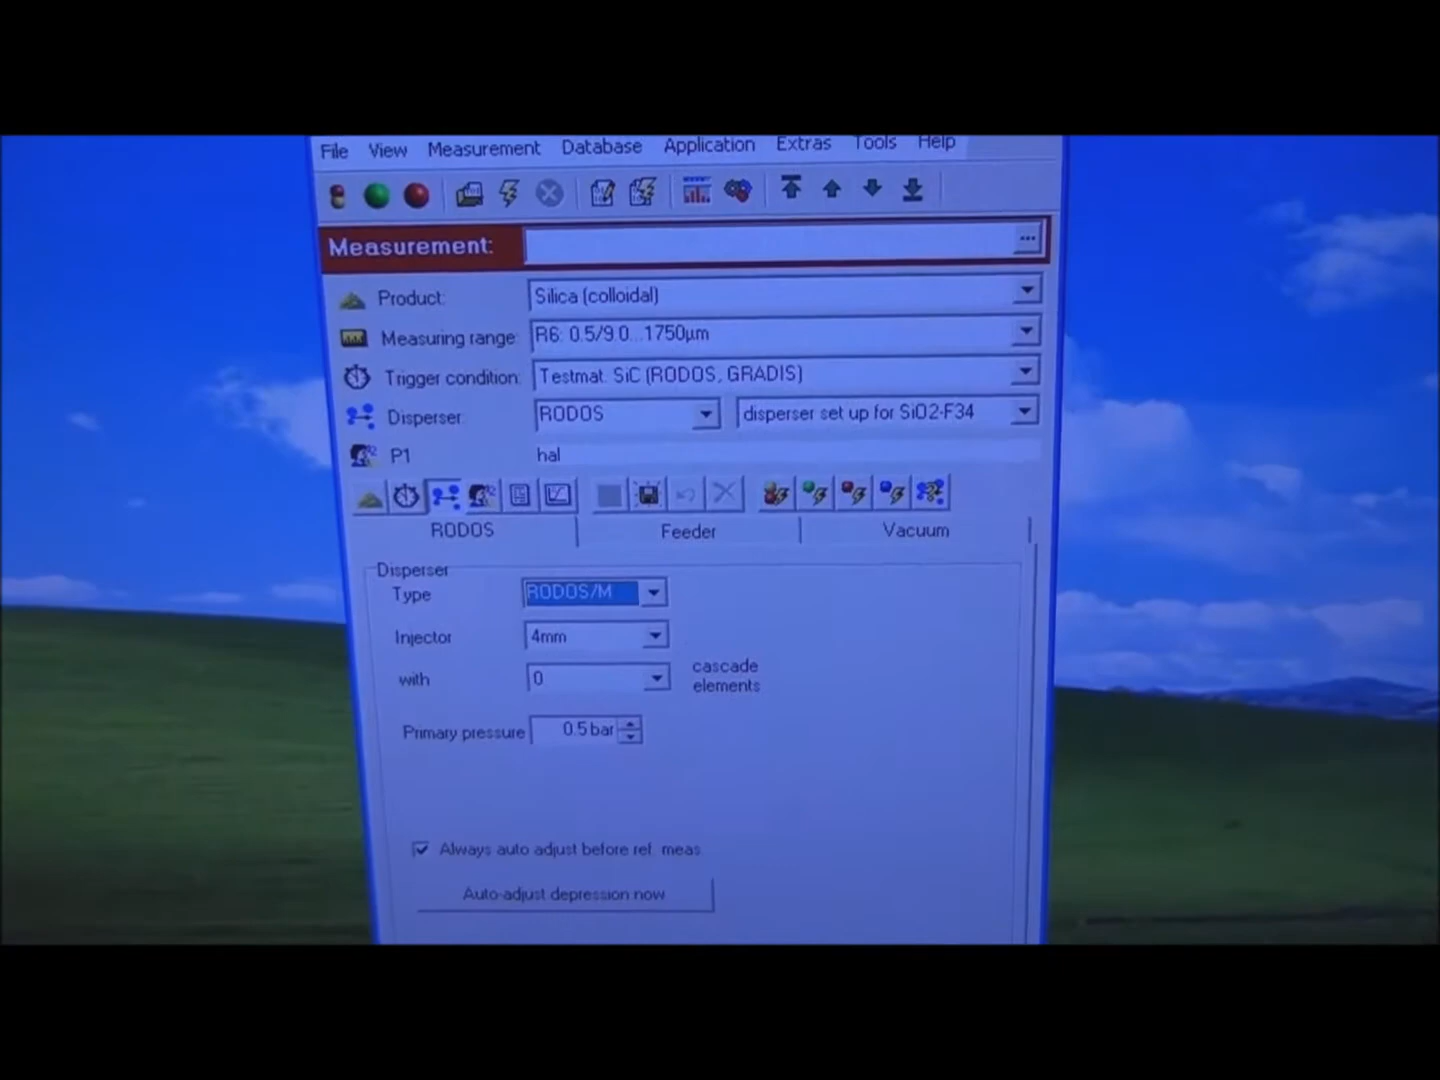 File View Measurement Database Application Extras Tools Help
Measurement: ...
Product: Silica (colloidal)
Measuring range: R6: 0.5/9.0...1750µm
Trigger condition: Testmat. SiC (RODOS, GRADIS)
Disperser: RODOS disperser set up for SiO2-F34
P1 hal
RODOS Feeder Vacuum
Disperser
Type RODOS/M
Injector 4mm
with 0 cascade elements
Primary pressure 0.5 bar
Always auto adjust before ref. meas.
Auto-adjust depression now